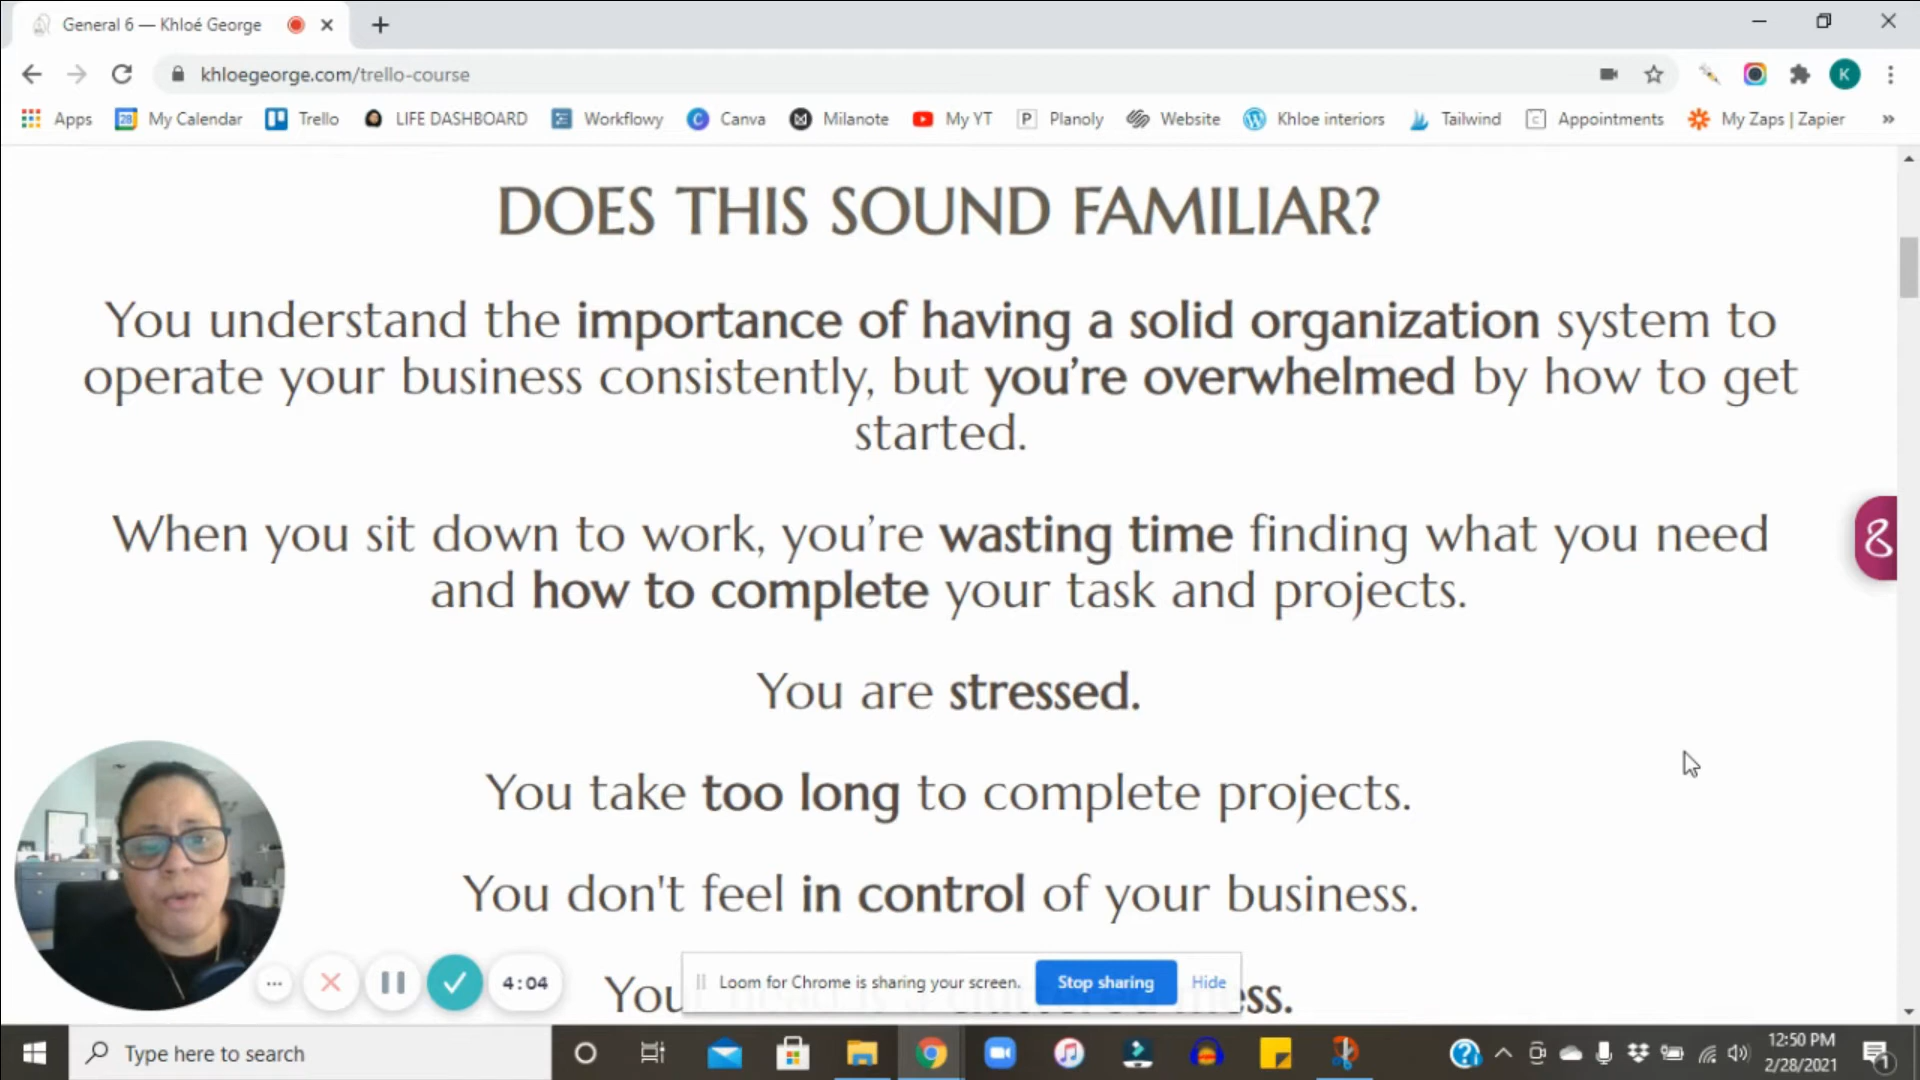 General 6 — Khloé George
khloegeorge.com/trello-course
K
Apps
28
My Calendar
Trello
LIFE DASHBOARD
Workflowy
C
Canva
Milanote
My YT
P
Planoly
Website
Khloe interiors
Tailwind
C
Appointments
My Zaps | Zapier
»
DOES THIS SOUND FAMILIAR?
You understand the importance of having a solid organization system to
operate your business consistently, but you’re overwhelmed by how to get
started.
When you sit down to work, you’re wasting time finding what you need
and how to complete your task and projects.
8
You are stressed.
You take too long to complete projects.
You don't feel in control of your business.
4:04
Loom for Chrome is sharing your screen.
Stop sharing
Hide
Type here to search
12:50 PM
2/28/2021
1